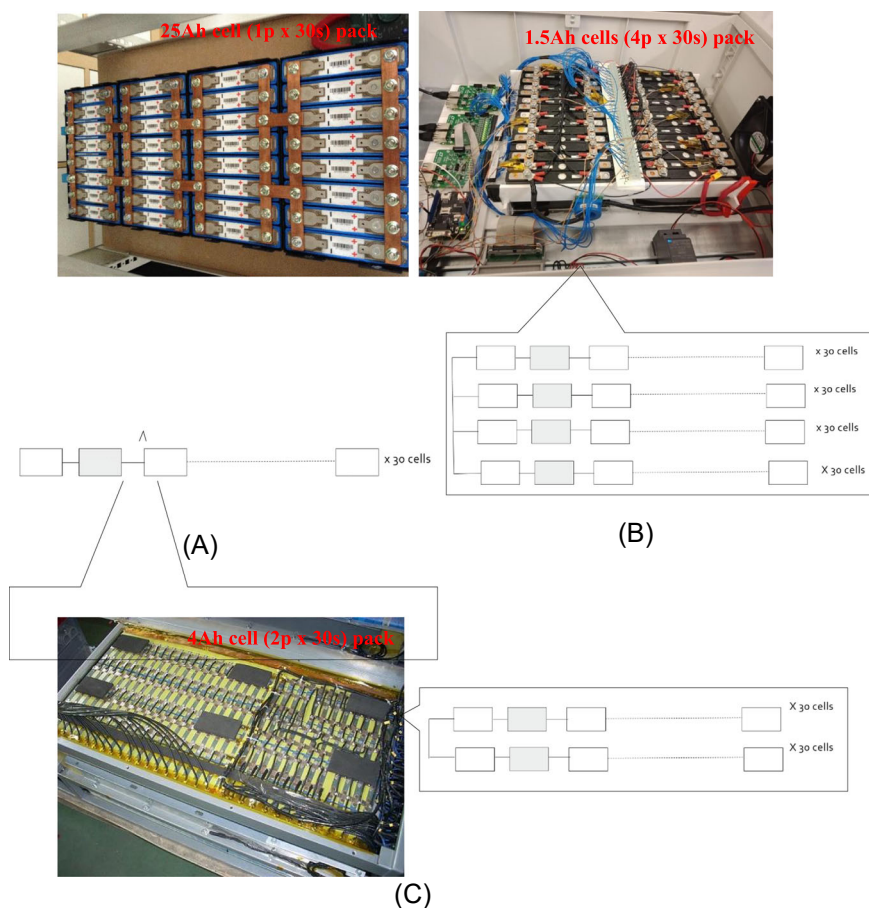 25Ah cell (1p x 30s) pack
1.5Ah cells (4p x 30s) pack
x 30 cells
x 30 cells
x 30 cells
X 30 cells
x 30 cells
(A)
(B)
4Ah cell (2p x 30s) pack
X 30 cells
X 30 cells
(C)